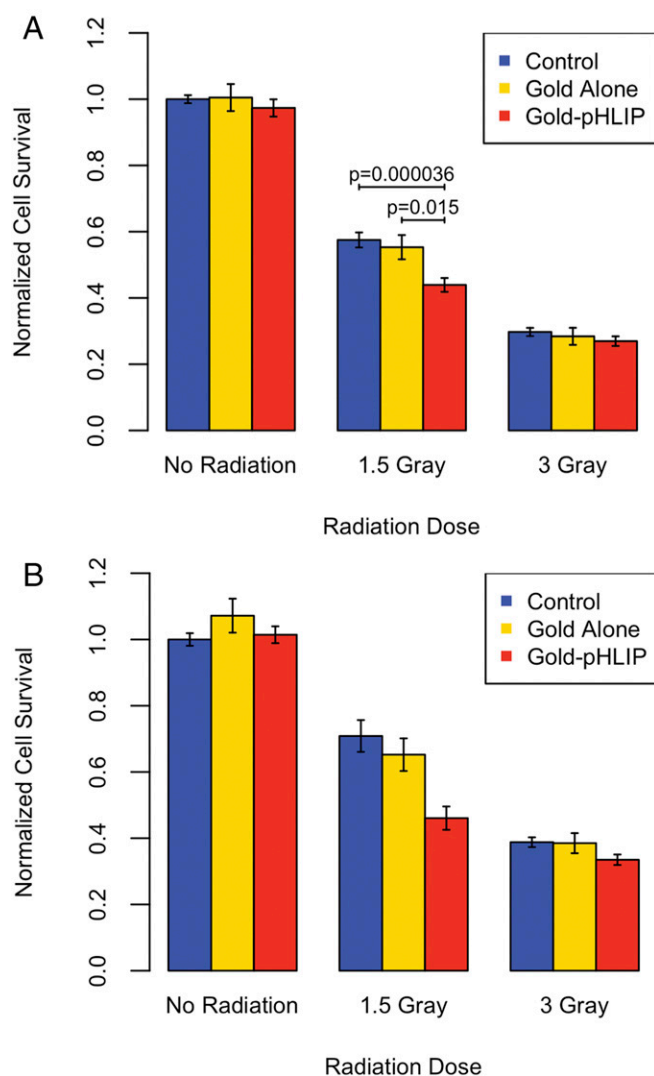 A
Normalized Cell Survival
1.2
1.0
0.8
0.6
0.4
0.2
0.0
Control
Gold Alone
Gold-pHLIP
p=0.000036
p=0.015
No Radiation 1.5 Gray 3 Gray
Radiation Dose
B
Normalized Cell Survival
1.2
1.0
0.8
0.6
0.4
0.2
0.0
Control
Gold Alone
Gold-pHLIP
No Radiation 1.5 Gray 3 Gray
Radiation Dose